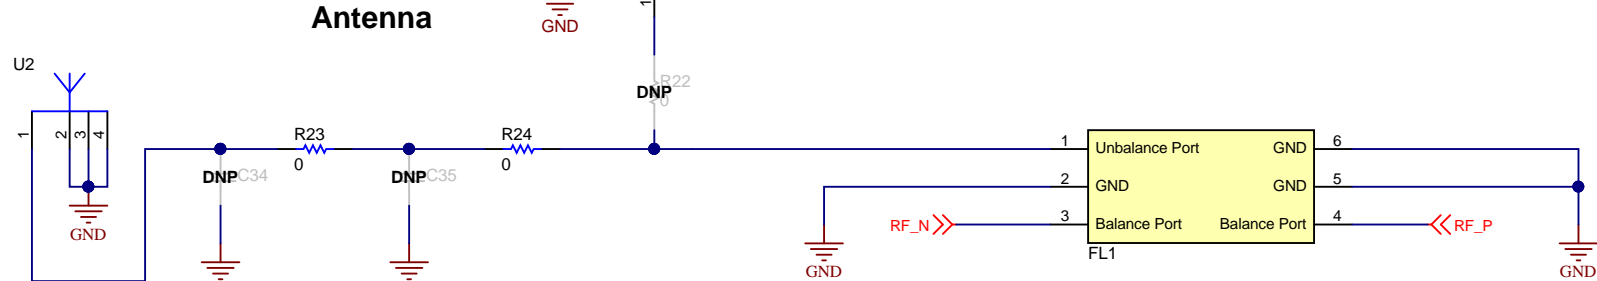 Antenna
GND
1
U2
R22
DNP
0
1
2
3
4
R23
0
R24
0
DNP
C34
DNP
C35
GND
1
Unbalance Port
GND
6
2
GND
GND
5
RF_N
3
Balance Port
Balance Port
4
RF_P
FL1
GND
GND